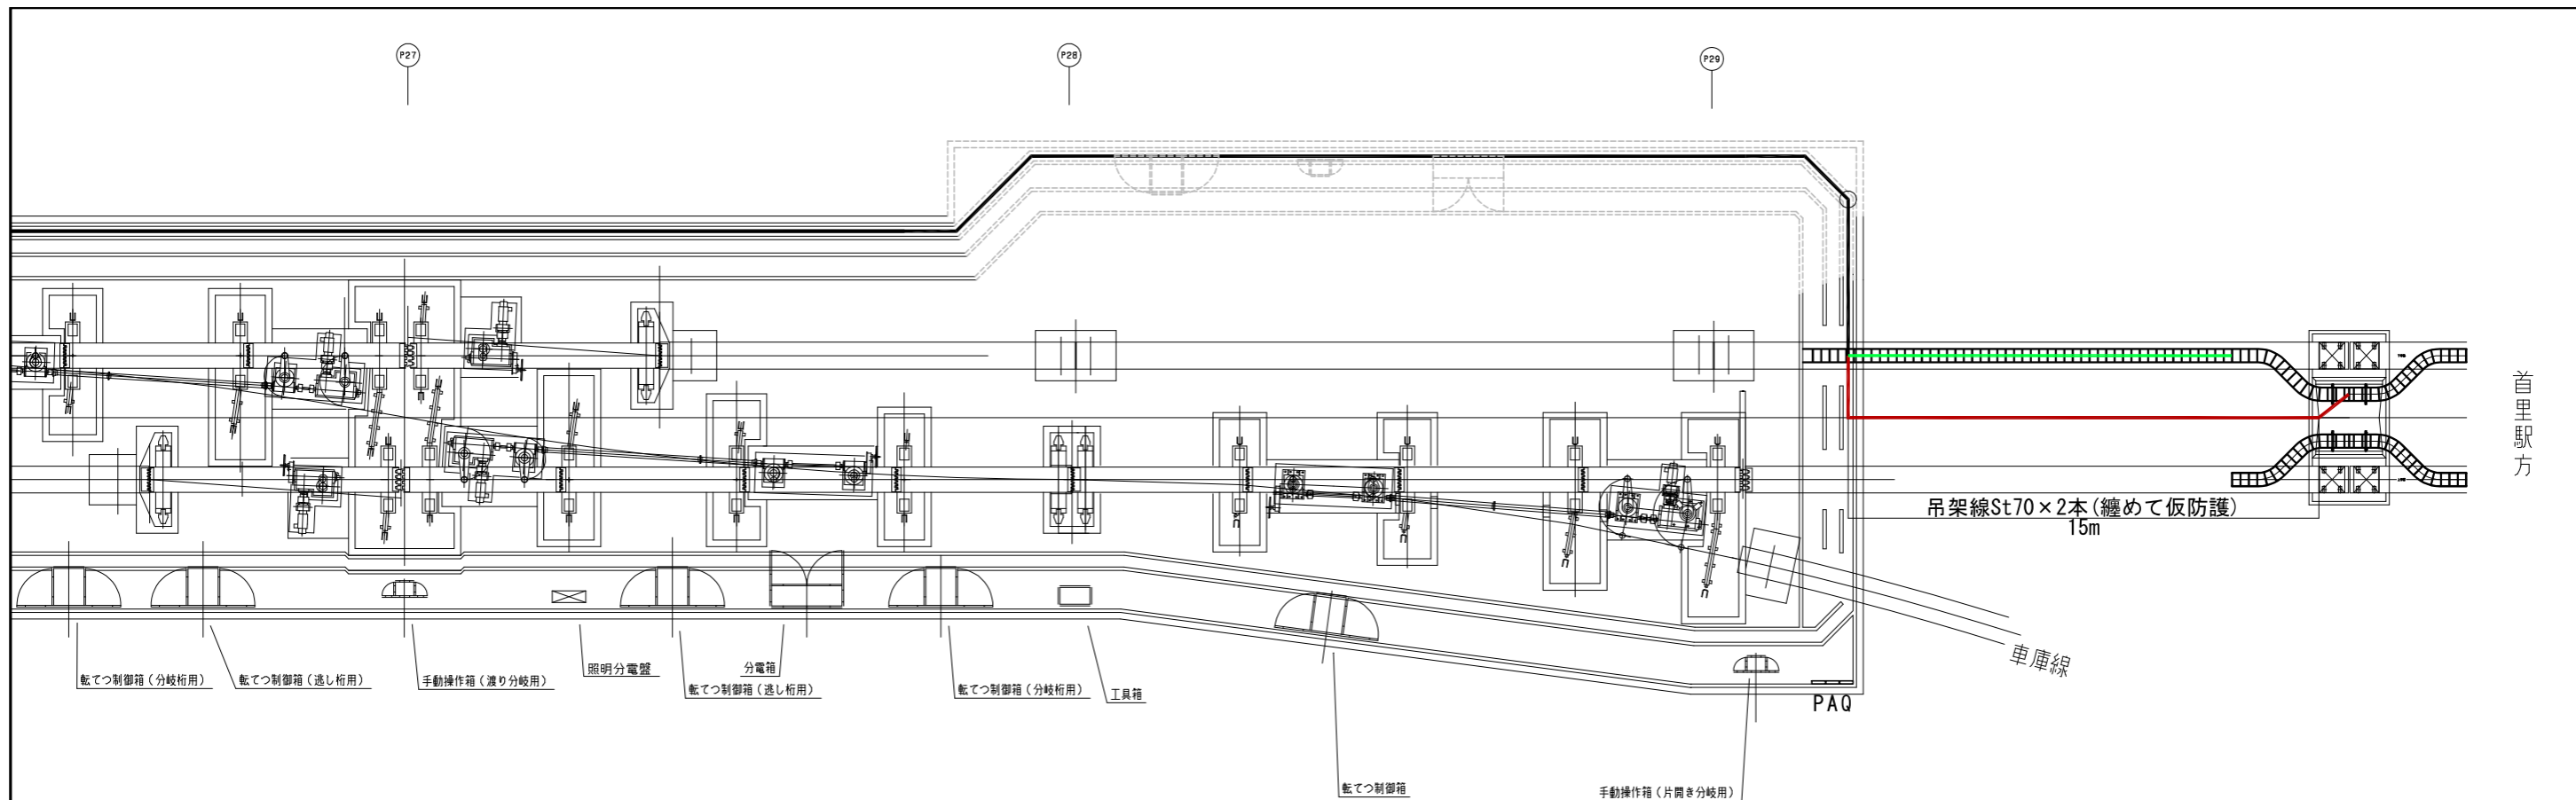 P27
P28
P29
首里駅方
吊架線St70×2本(纏めて仮防護)
15m
車庫線
PAQ
転てつ制御箱(分岐桁用)
転てつ制御箱(逃し桁用)
手動操作箱(渡り分岐用)
照明分電盤
転てつ制御箱(逃し桁用)
分電箱
転てつ制御箱(分岐桁用)
工具箱
転てつ制御箱
手動操作箱(片開き分岐用)